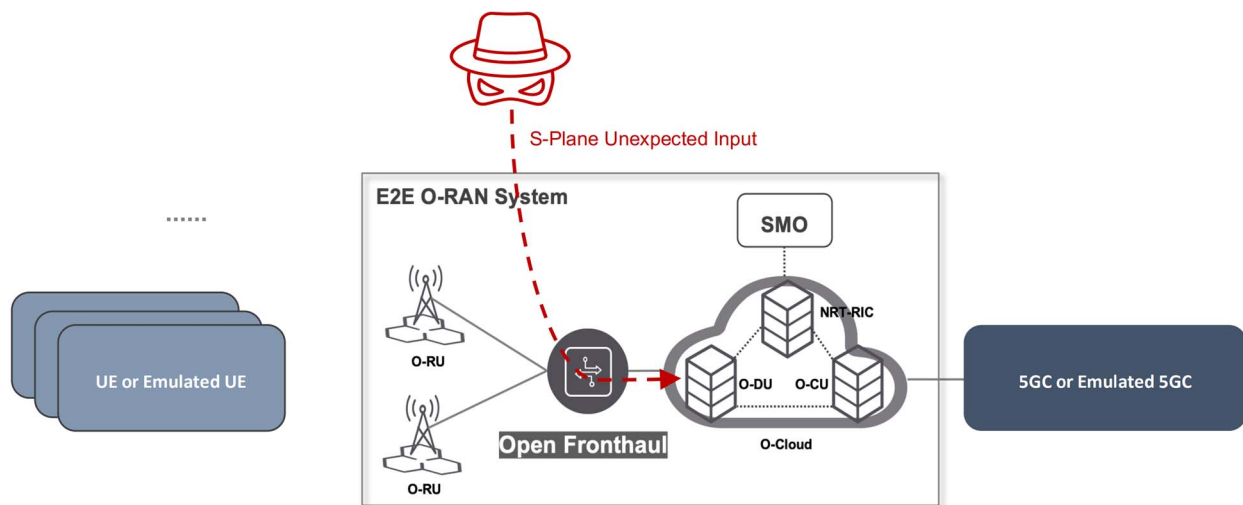 S-Plane Unexpected Input
E2E O-RAN System
......
SMO
NRT-RIC
O-RU
O-DU
O-CU
UE or Emulated UE
5GC or Emulated 5GC
Open Fronthaul
O-Cloud
O-RU